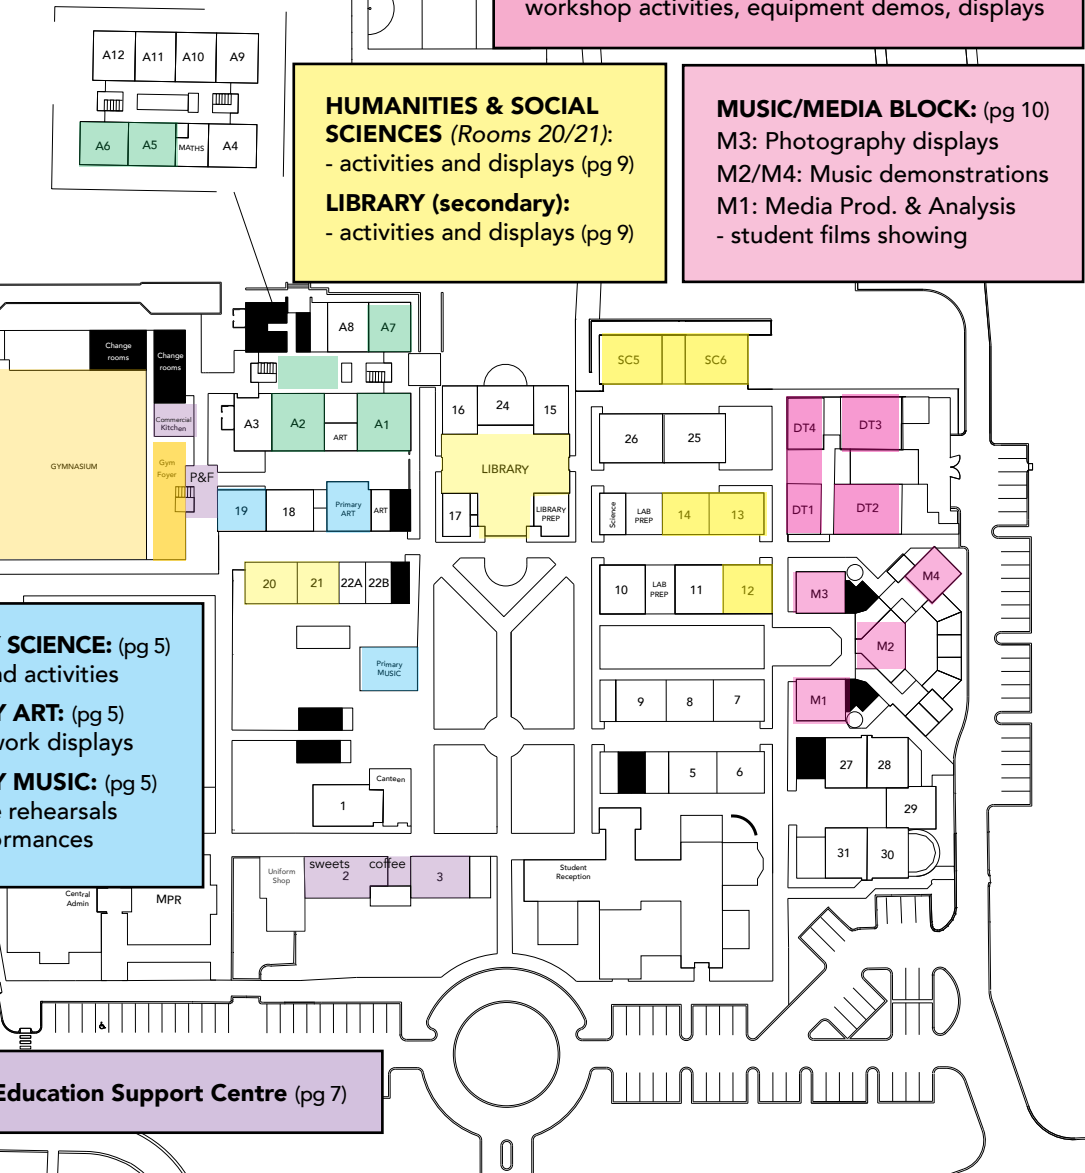 workshop activities, equipment demos, displays
A12
A11
A10
A9
A6
A5
MATHS
A4
HUMANITIES & SOCIAL
SCIENCES (Rooms 20/21):
- activities and displays (pg 9)
LIBRARY (secondary):
- activities and displays (pg 9)
MUSIC/MEDIA BLOCK: (pg 10)
M3: Photography displays
M2/M4: Music demonstrations
M1: Media Prod. & Analysis
- student films showing
Change
rooms
Change
rooms
A8
A7
SC5
SC6
Commercial
Kitchen
A3
A2
ART
A1
16
24
15
26
25
DT4
DT3
GYMNASIUM
Gym
Foyer
P&F
LIBRARY
19
18
Primary
ART
ART
17
LIBRARY
PREP
Science
LAB
PREP
14
13
DT1
DT2
20
21
22A
22B
10
LAB
PREP
11
12
M3
M4
M2
Primary
MUSIC
9
8
7
M1
SCIENCE: (pg 5)
activities
ART: (pg 5)
work displays
MUSIC: (pg 5)
rehearsals
Canteen
1
5
6
27
28
29
31
30
Uniform
Shop
sweets
coffee
2
3
Student
Reception
Central
Admin
MPR
Education Support Centre (pg 7)